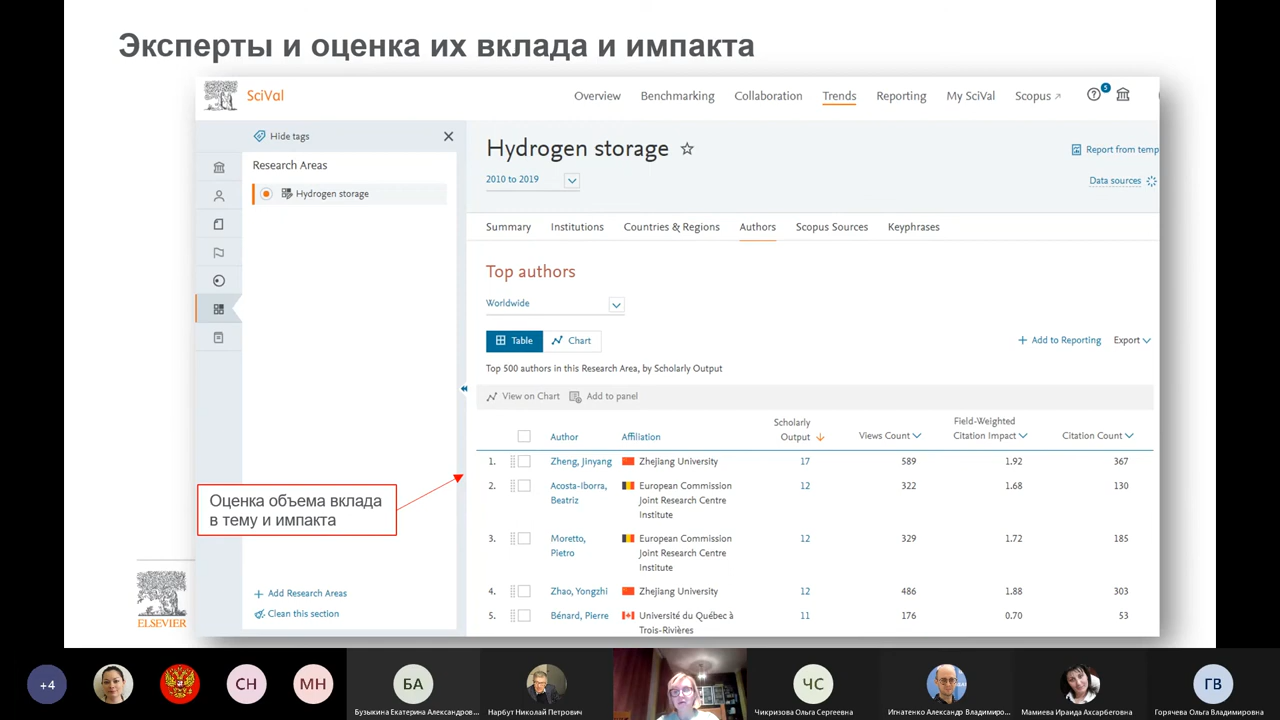 Эксперты и оценка их вклада и импакта
SciVal
Overview Benchmarking Collaboration Trends Reporting My SciVal Scopus ↗ ? 5
Hide tags
Research Areas
Hydrogen storage
Hydrogen storage
2010 to 2019
Report from temp
Data sources
Summary Institutions Countries & Regions Authors Scopus Sources Keyphrases
Top authors
Worldwide
Table Chart
+ Add to Reporting Export
Top 500 authors in this Research Area, by Scholarly Output
View on Chart Add to panel
Author Affiliation Scholarly Output Views Count Field-Weighted Citation Impact Citation Count
1. Zheng, Jinyang Zhejiang University 17 589 1.92 367
2. Acosta-Iborra, Beatriz European Commission Joint Research Centre Institute 12 322 1.68 130
3. Moretto, Pietro European Commission Joint Research Centre Institute 12 329 1.72 185
4. Zhao, Yongzhi Zhejiang University 12 486 1.88 303
5. Bénard, Pierre Université du Québec à Trois-Rivières 11 176 0.70 53
Оценка объема вклада
в тему и импакта
+ Add Research Areas
Clean this section
ELSEVIER
+4 СН МН БА ЧС ГВ
Бузыкина Екатерина Александров... Нарбут Николай Петрович Чикризова Ольга Сергеевна Игнатенко Александр Владимиро... Мамиева Ираида Ахсарбеговна Горячева Ольга Владимировна